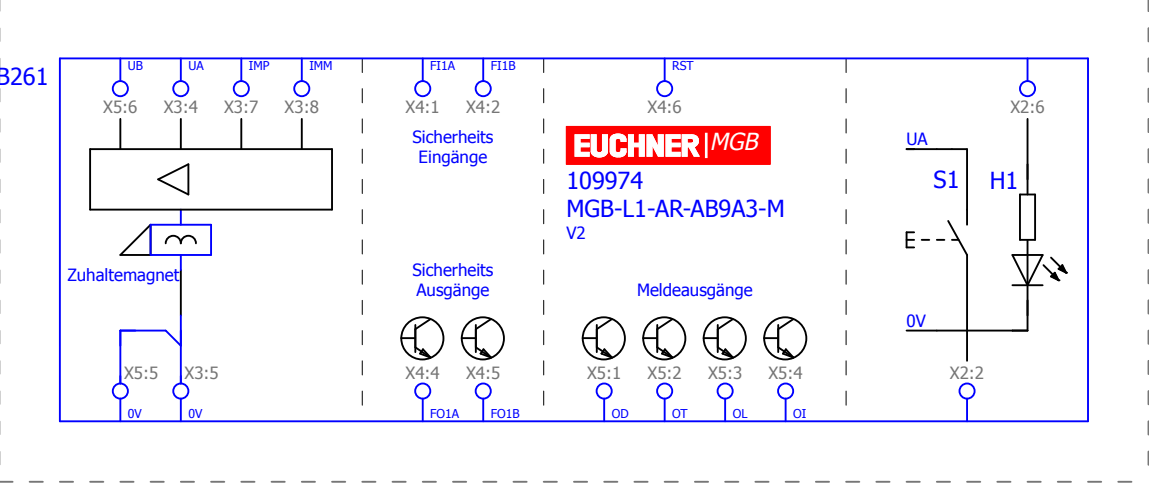 B261
UB UA IMP IMM FI1A FI1B RST
X5:6 X3:4 X3:7 X3:8 X4:1 X4:2 X4:6 X2:6
Sicherheits
Eingänge
EUCHNER|MGB
109974
MGB-L1-AR-AB9A3-M
V2
UA
S1 H1
E
Zuhaltemagnet
Sicherheits
Ausgänge
Meldeausgänge
0V
X5:5 X3:5 X4:4 X4:5 X5:1 X5:2 X5:3 X5:4 X2:2
0V 0V FO1A FO1B OD OT OL OI